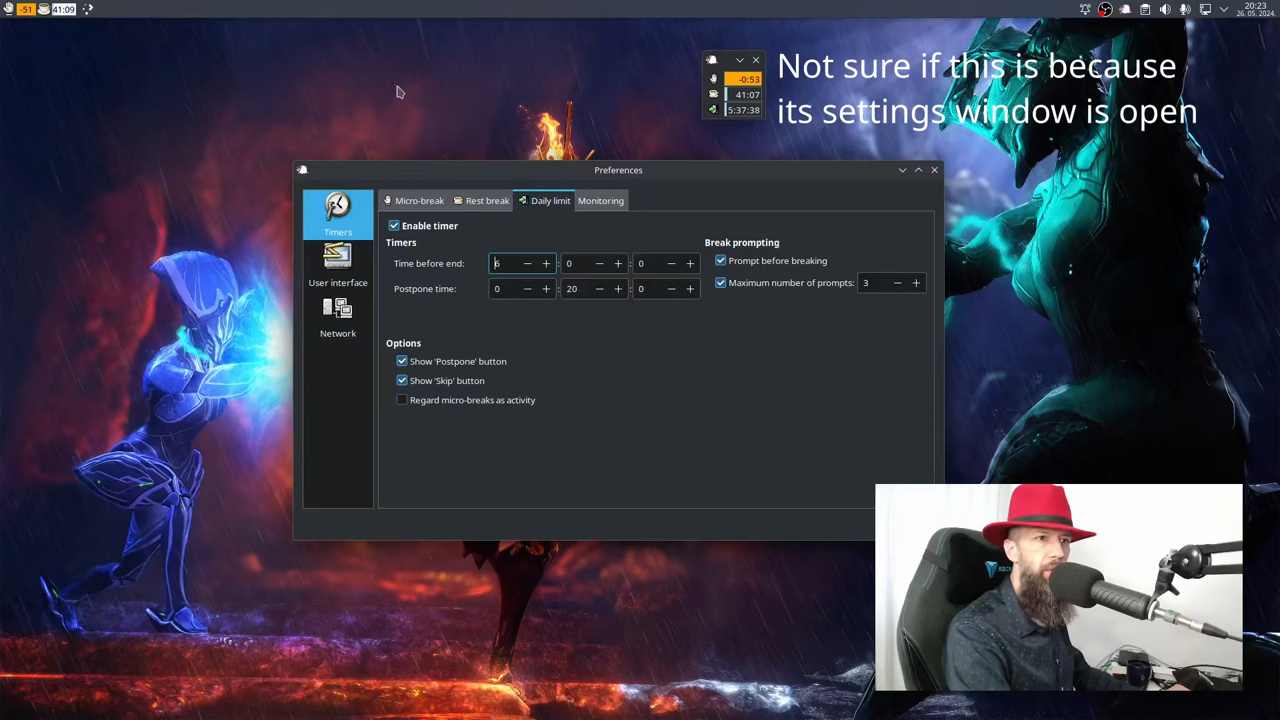 -51 41:09
20:23
26. 05. 2024.
Not sure if this is because
its settings window is open
-0:53
41:07
5:37:38
Preferences
Timers
User interface
Network
Micro-break Rest break Daily limit Monitoring
Enable timer
Timers
Time before end: 6 − + : 0 − + : 0 − +
Postpone time: 0 − + : 20 − + : 0 − +
Break prompting
Prompt before breaking
Maximum number of prompts: 3 − +
Options
Show 'Postpone' button
Show 'Skip' button
Regard micro-breaks as activity